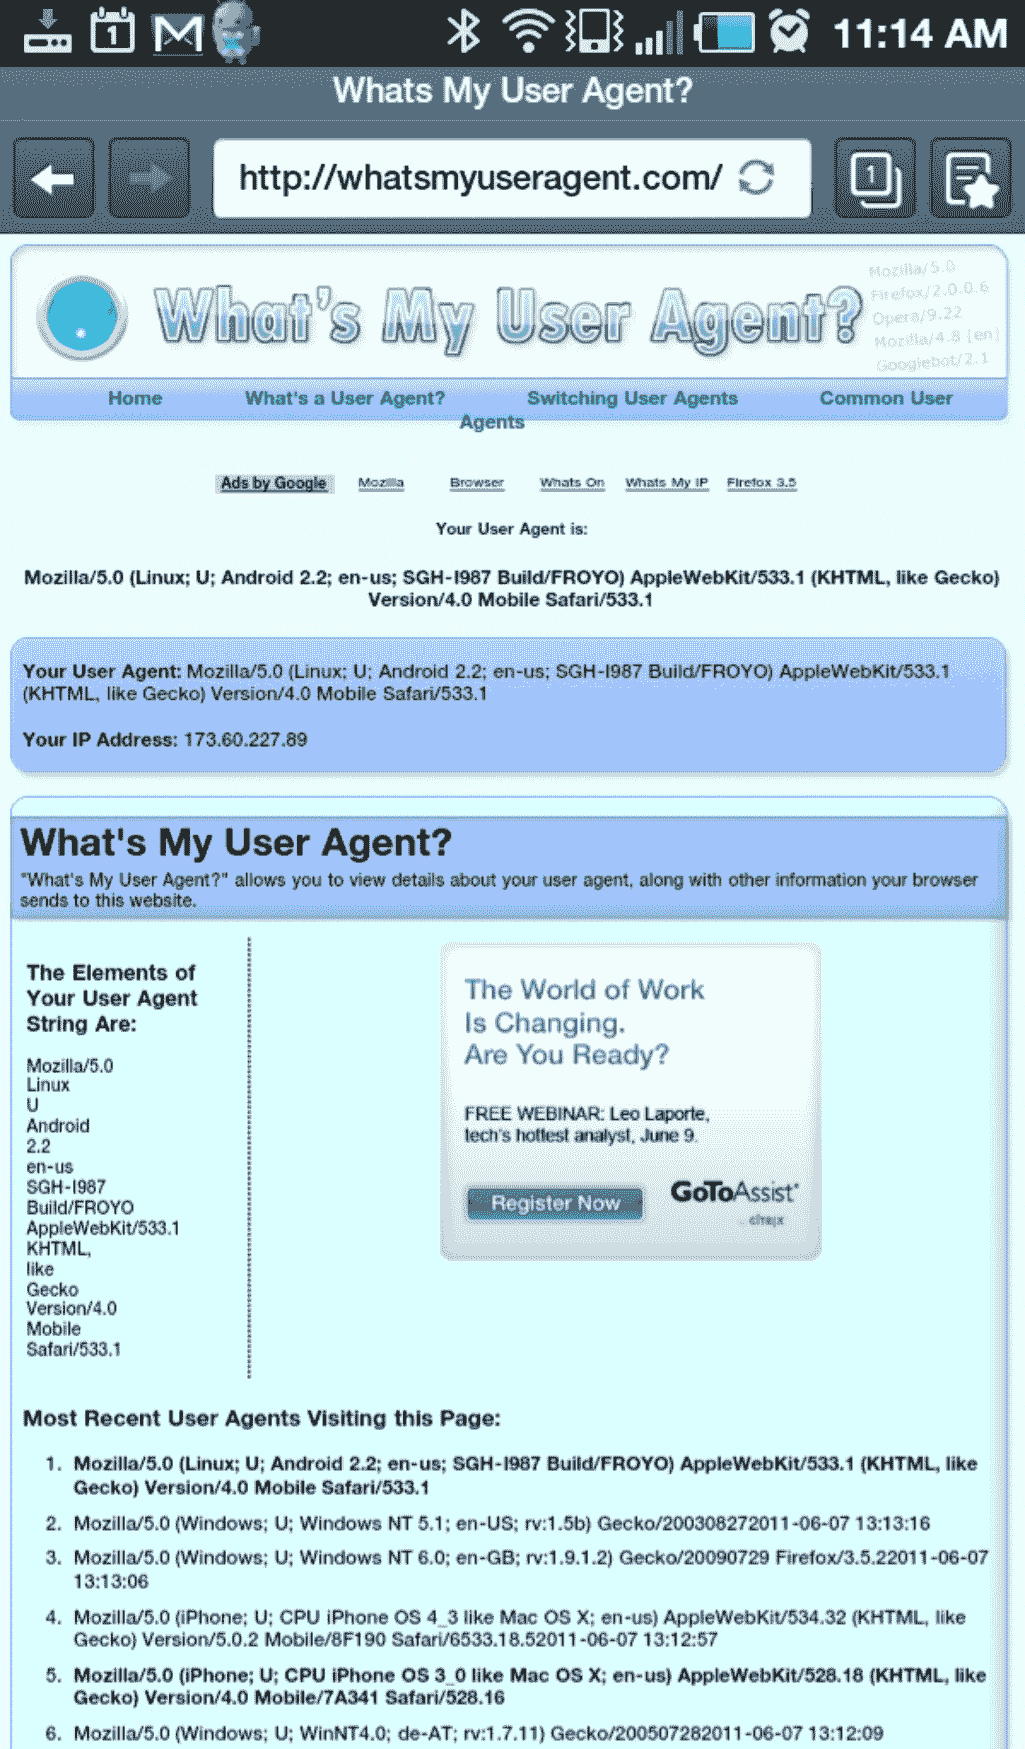 1 11:14 AM
Whats My User Agent?
http://whatsmyuseragent.com/ 1
What's My User Agent?
Mozilla/5.0
Firefox/2.0.0.6
Opera/9.22
Mozilla/4.8 [en]
Googlebot/2.1
Home What's a User Agent? Switching User Agents Common User
Agents
Ads by Google Mozilla Browser Whats On Whats My IP Firefox 3.5
Your User Agent is:
Mozilla/5.0 (Linux; U; Android 2.2; en-us; SGH-I987 Build/FROYO) AppleWebKit/533.1 (KHTML, like Gecko)
Version/4.0 Mobile Safari/533.1
Your User Agent: Mozilla/5.0 (Linux; U; Android 2.2; en-us; SGH-I987 Build/FROYO) AppleWebKit/533.1
(KHTML, like Gecko) Version/4.0 Mobile Safari/533.1
Your IP Address: 173.60.227.89
What's My User Agent?
"What's My User Agent?" allows you to view details about your user agent, along with other information your browser
sends to this website.
The Elements of
Your User Agent
String Are:
Mozilla/5.0
Linux
U
Android
2.2
en-us
SGH-I987
Build/FROYO
AppleWebKit/533.1
KHTML,
like
Gecko
Version/4.0
Mobile
Safari/533.1
The World of Work
Is Changing.
Are You Ready?
FREE WEBINAR: Leo Laporte,
tech's hottest analyst, June 9.
Register Now
GoToAssist
citrix
Most Recent User Agents Visiting this Page:
1. Mozilla/5.0 (Linux; U; Android 2.2; en-us; SGH-I987 Build/FROYO) AppleWebKit/533.1 (KHTML, like
Gecko) Version/4.0 Mobile Safari/533.1
2. Mozilla/5.0 (Windows; U; Windows NT 5.1; en-US; rv:1.5b) Gecko/200308272011-06-07 13:13:16
3. Mozilla/5.0 (Windows; U; Windows NT 6.0; en-GB; rv:1.9.1.2) Gecko/20090729 Firefox/3.5.22011-06-07
13:13:06
4. Mozilla/5.0 (iPhone; U; CPU iPhone OS 4_3 like Mac OS X; en-us) AppleWebKit/534.32 (KHTML, like
Gecko) Version/5.0.2 Mobile/8F190 Safari/6533.18.52011-06-07 13:12:57
5. Mozilla/5.0 (iPhone; U; CPU iPhone OS 3_0 like Mac OS X; en-us) AppleWebKit/528.18 (KHTML, like
Gecko) Version/4.0 Mobile/7A341 Safari/528.16
6. Mozilla/5.0 (Windows; U; WinNT4.0; de-AT; rv:1.7.11) Gecko/200507282011-06-07 13:12:09